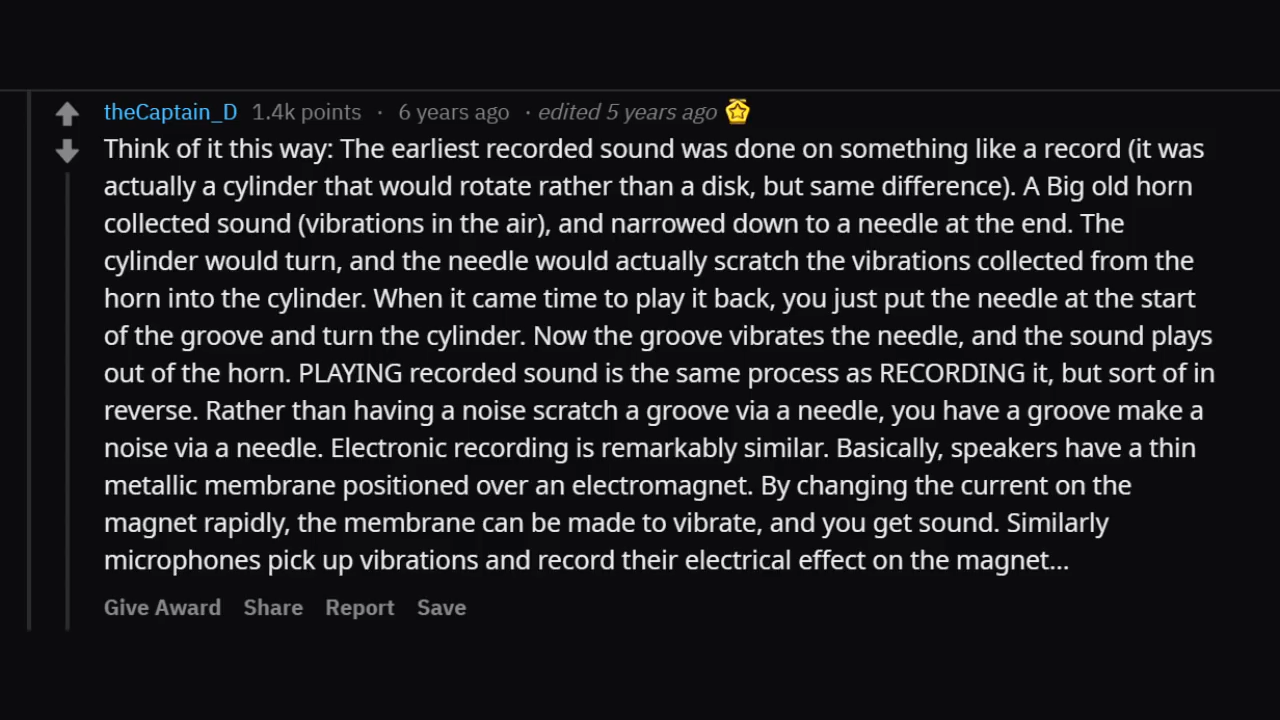 theCaptain_D 1.4k points · 6 years ago · edited 5 years ago
Think of it this way: The earliest recorded sound was done on something like a record (it was
actually a cylinder that would rotate rather than a disk, but same difference). A Big old horn
collected sound (vibrations in the air), and narrowed down to a needle at the end. The
cylinder would turn, and the needle would actually scratch the vibrations collected from the
horn into the cylinder. When it came time to play it back, you just put the needle at the start
of the groove and turn the cylinder. Now the groove vibrates the needle, and the sound plays
out of the horn. PLAYING recorded sound is the same process as RECORDING it, but sort of in
reverse. Rather than having a noise scratch a groove via a needle, you have a groove make a
noise via a needle. Electronic recording is remarkably similar. Basically, speakers have a thin
metallic membrane positioned over an electromagnet. By changing the current on the
magnet rapidly, the membrane can be made to vibrate, and you get sound. Similarly
microphones pick up vibrations and record their electrical effect on the magnet...
Give Award Share Report Save